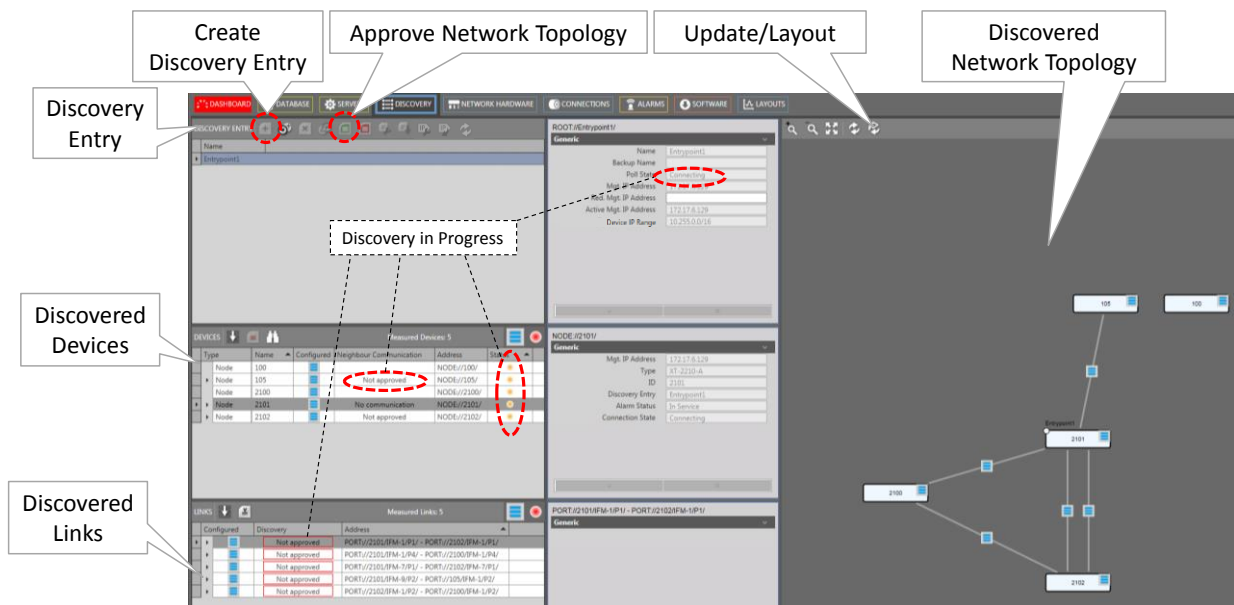 Create
Discovery Entry
Approve Network Topology
Update/Layout
Discovered
Network Topology
Discovery
Entry
DASHBOARD DATABASE SERVE DISCOVERY NETWORK HARDWARE CONNECTIONS ALARMS SOFTWARE LAYOUTS
DISCOVERY ENTR
Name
Entrypoint1
ROOT://Entrypoint1/
Generic
Name Entrypoint1
Backup Name
Poll State Connecting
Mgt. IP Address
Red. Mgt. IP Address
Active Mgt. IP Address 172.17.6.129
Device IP Range 10.255.0.0/16
Discovery in Progress
Discovered
Devices
DEVICES Measured Devices: 5
Type Name Configured Neighbour Communication Address Status
Node 100 NODE://100/
Node 105 Not approved NODE://105/
Node 2100 NODE://2100/
Node 2101 No communication NODE://2101/
Node 2102 Not approved NODE://2102/
NODE://2101/
Generic
Mgt. IP Address 172.17.6.129
Type XT-2210-A
ID 2101
Discovery Entry Entrypoint1
Alarm Status In Service
Connection State Connecting
Discovered
Links
LINKS Measured Links: 5
Configured Discovery Address
Not approved PORT://2101/IFM-1/P1/ - PORT://2102/IFM-1/P1/
Not approved PORT://2101/IFM-1/P4/ - PORT://2100/IFM-1/P4/
Not approved PORT://2101/IFM-7/P1/ - PORT://2102/IFM-7/P1/
Not approved PORT://2101/IFM-9/P2/ - PORT://105/IFM-1/P2/
Not approved PORT://2102/IFM-1/P2/ - PORT://2100/IFM-1/P2/
PORT://2101/IFM-1/P1/ - PORT://2102/IFM-1/P1/
Generic
105
100
Entrypoint1
2101
2100
2102